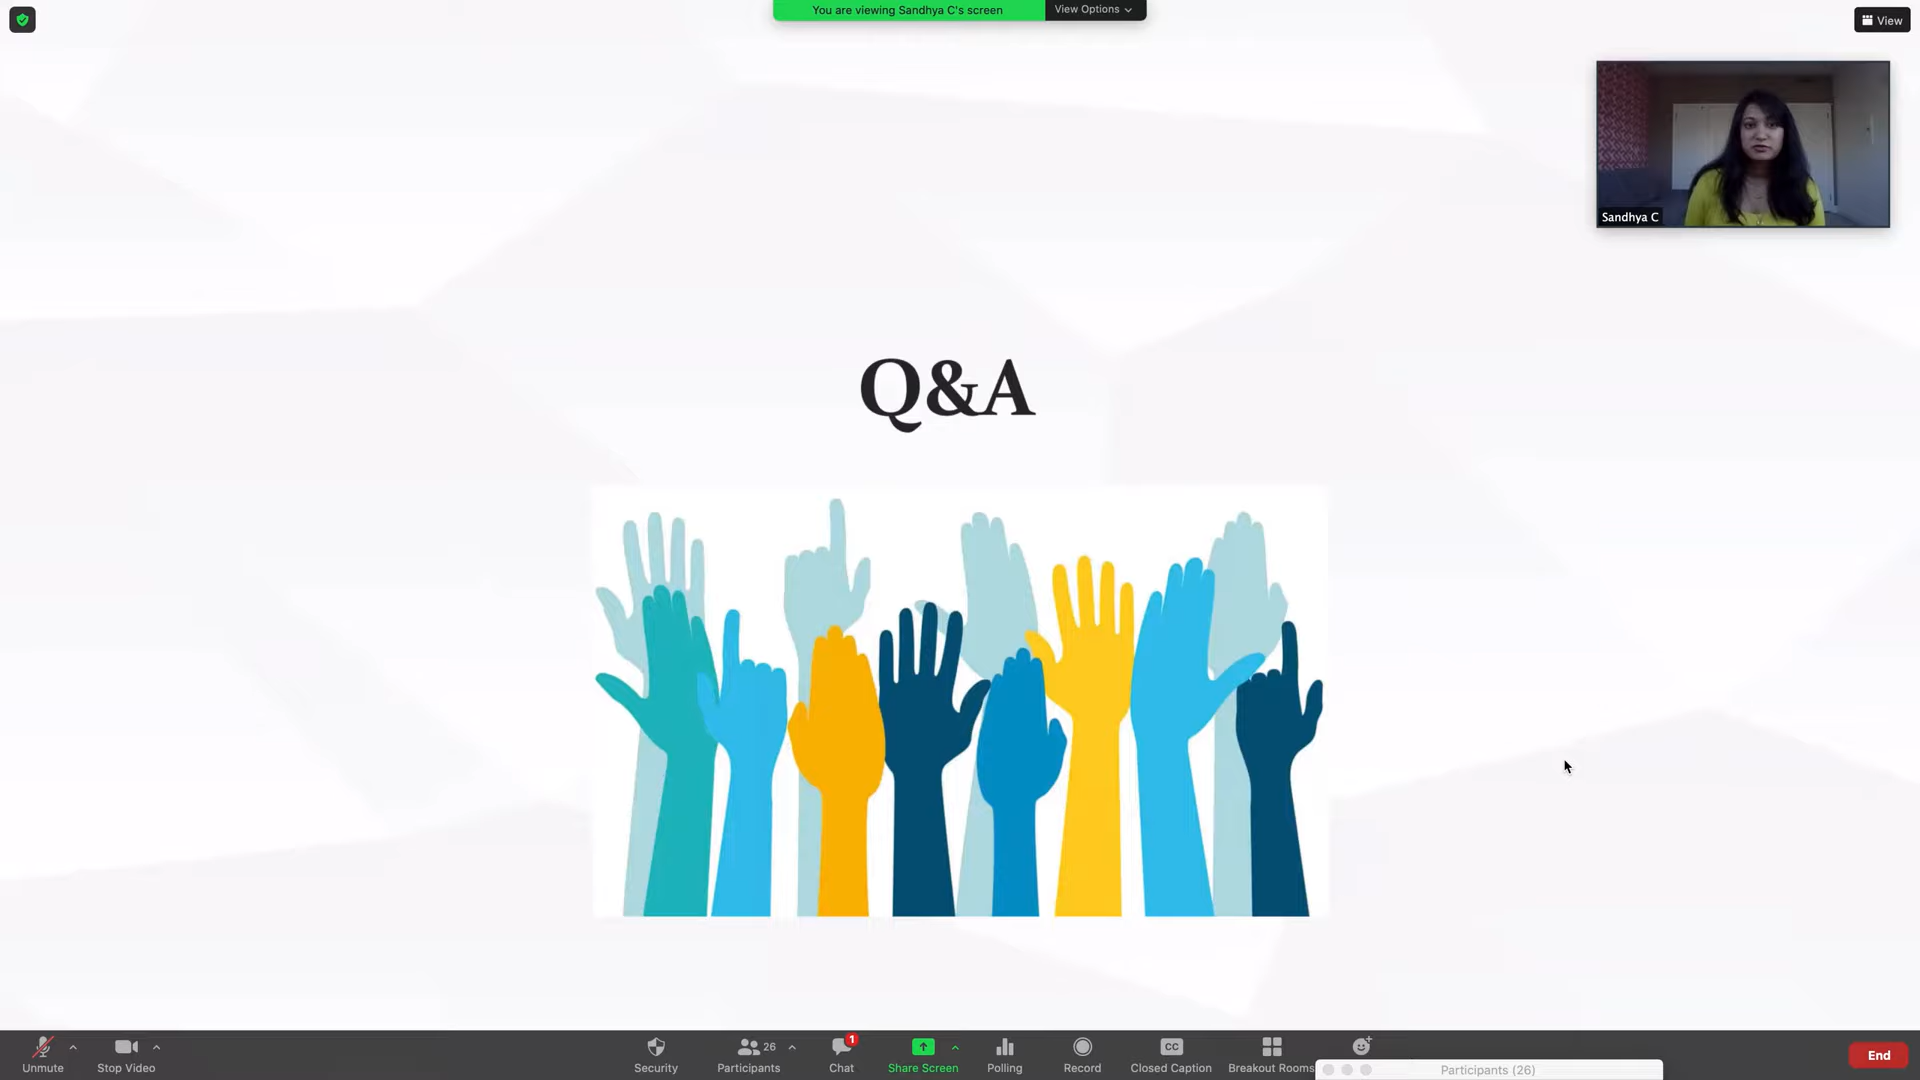 You are viewing Sandhya C's screen
View Options
View
Sandhya C
Q&A
Unmute
Stop Video
Security
26
Participants
1
Chat
Share Screen
Polling
Record
CC
Closed Caption
Breakout Rooms
Participants (26)
End